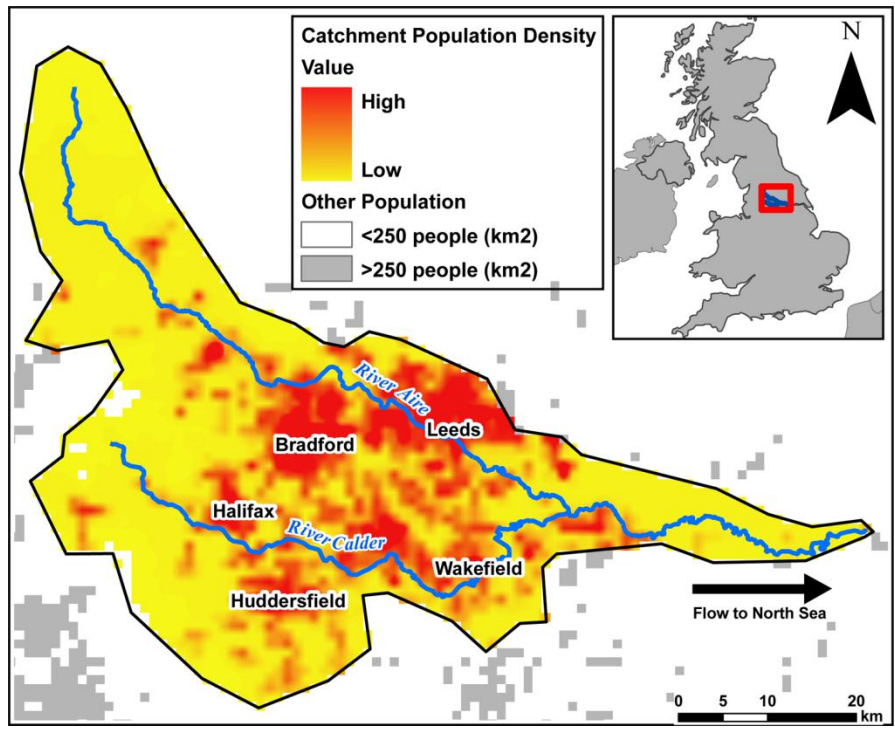 Catchment Population Density
Value
High
Low
Other Population
<250 people (km2)
>250 people (km2)
N
River Aire
Leeds
Bradford
Halifax
River Calder
Wakefield
Huddersfield
Flow to North Sea
0 5 10 20
km